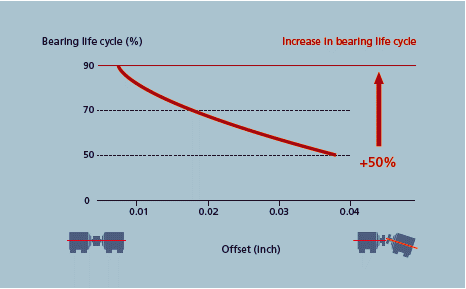 Bearing life cycle (%)
Increase in bearing life cycle
90
70
50
+50%
0
0.01 0.02 0.03 0.04
Offset (inch)